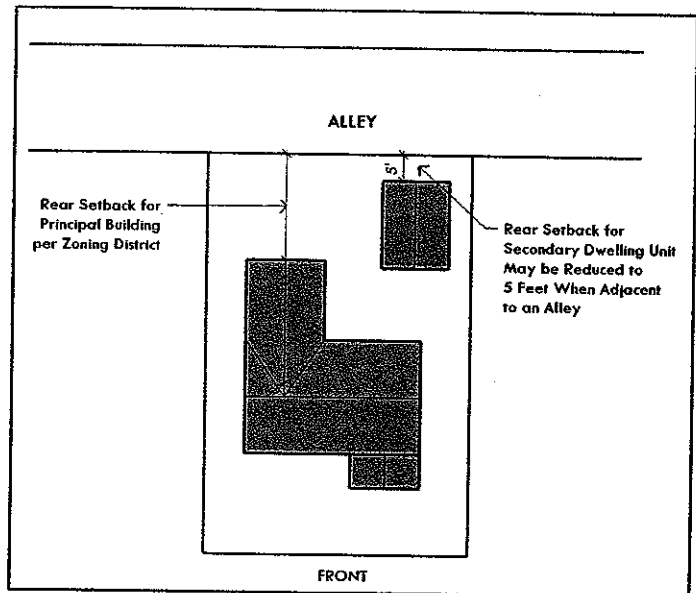 ALLEY
5'
Rear Setback for
Principal Building
per Zoning District
Rear Setback for
Secondary Dwelling Unit
May be Reduced to
5 Feet When Adjacent
to an Alley
FRONT